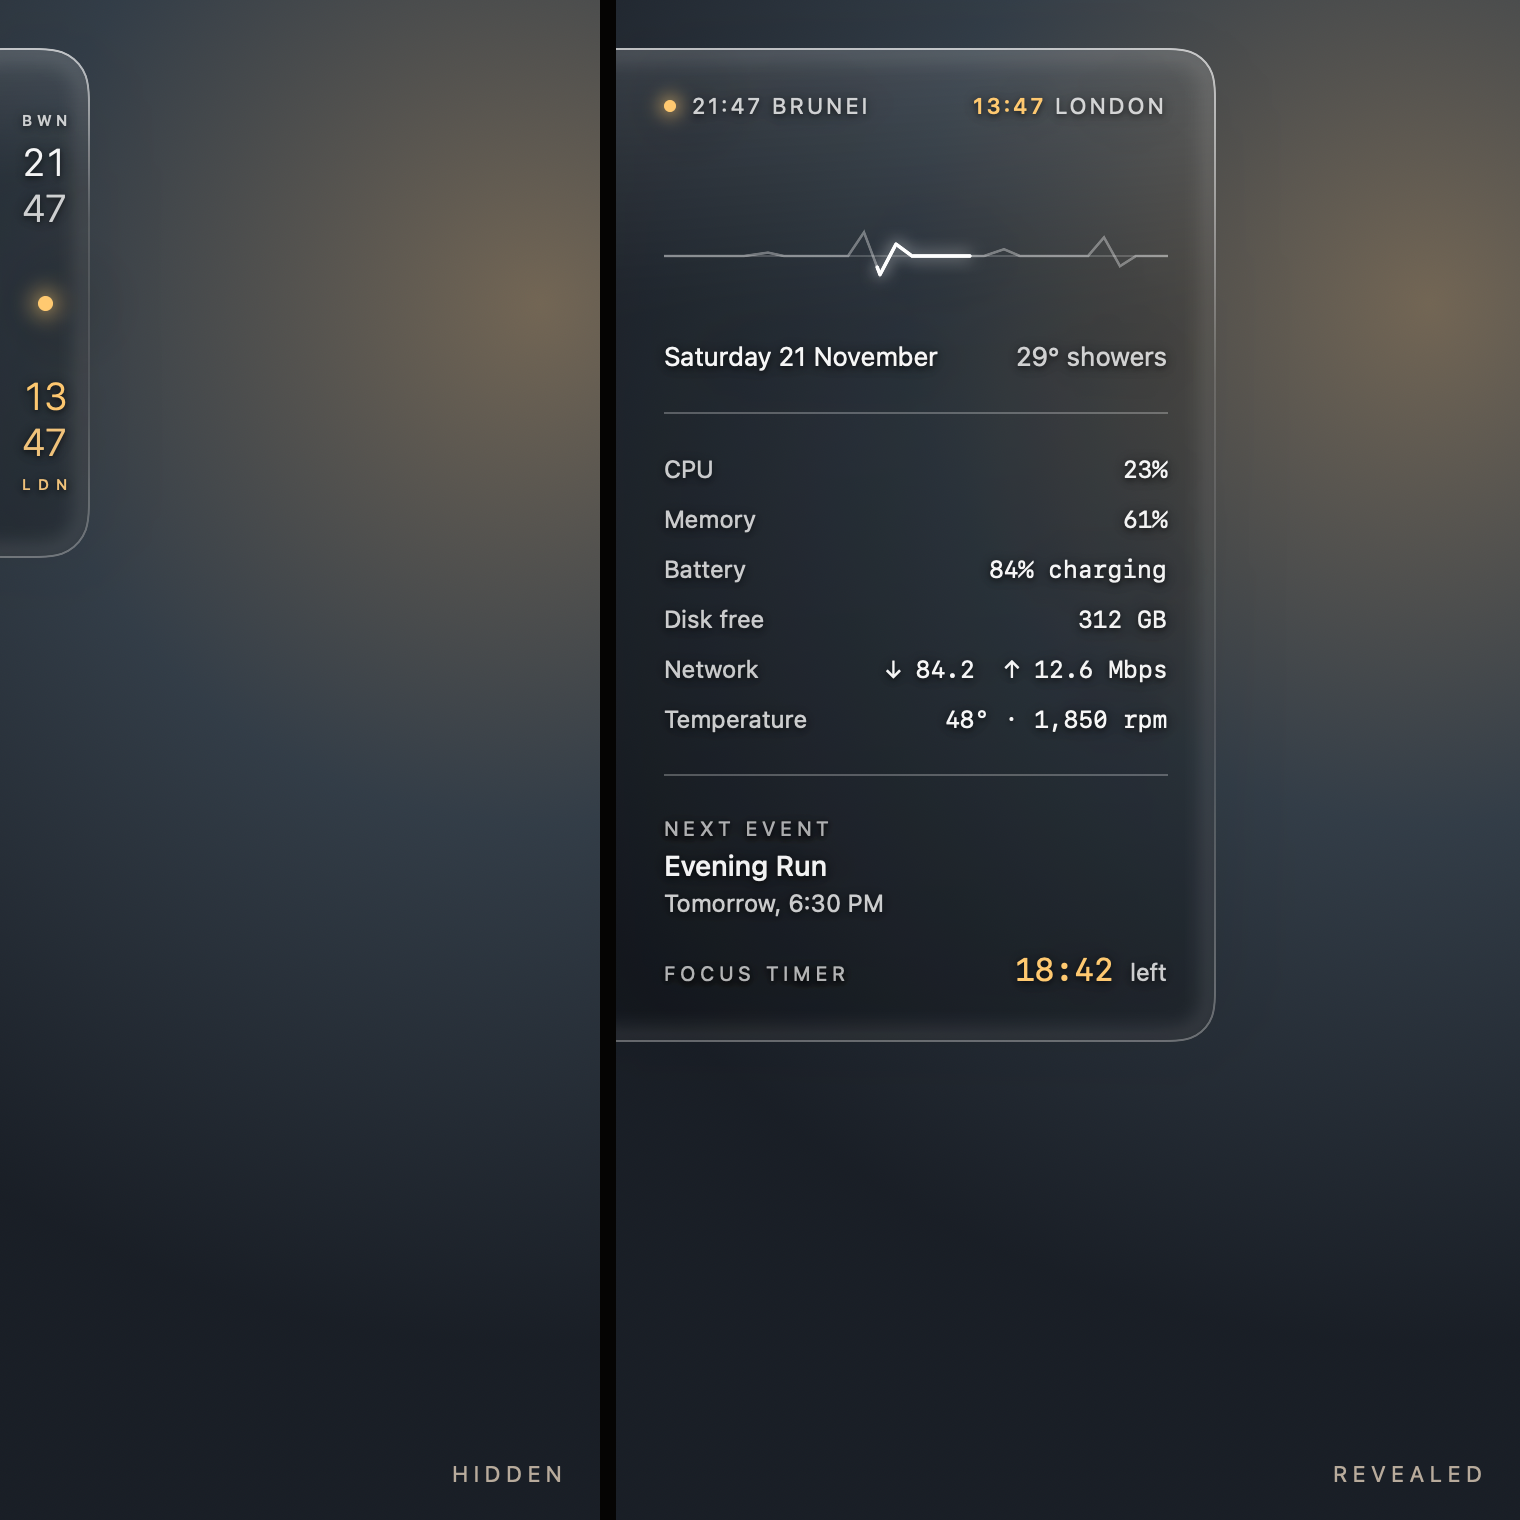 BWN
21
47
13
47
LDN
HIDDEN
21:47 BRUNEI 13:47 LONDON
Saturday 21 November 29° showers
CPU 23%
Memory 61%
Battery 84% charging
Disk free 312 GB
Network ↓ 84.2 ↑ 12.6 Mbps
Temperature 48° · 1,850 rpm
NEXT EVENT
Evening Run
Tomorrow, 6:30 PM
FOCUS TIMER 18:42 left
REVEALED